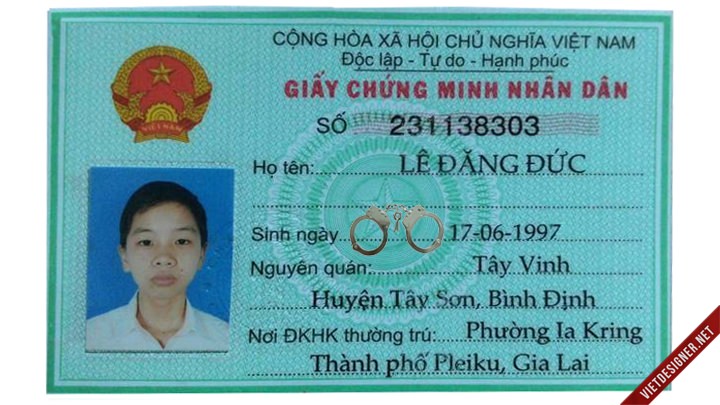 CỘNG HÒA XÃ HỘI CHỦ NGHĨA VIỆT NAM
Độc lập - Tự do - Hạnh phúc
GIẤY CHỨNG MINH NHÂN DÂN
SỐ 231138303
Họ tên: LÊ ĐĂNG ĐỨC
Sinh ngày 17-06-1997
Nguyên quán: Tây Vinh
Huyện Tây Sơn, Bình Định
Nơi ĐKHK thường trú: Phường Ia Kring
Thành phố Pleiku, Gia Lai
VIỆT NAM
VIETDESIGNER.NET